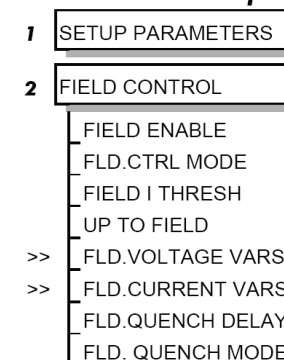 1 SETUP PARAMETERS
2 FIELD CONTROL
FIELD ENABLE
FLD.CTRL MODE
FIELD I THRESH
UP TO FIELD
>> FLD.VOLTAGE VARS
>> FLD.CURRENT VARS
FLD.QUENCH DELAY
FLD. QUENCH MODE